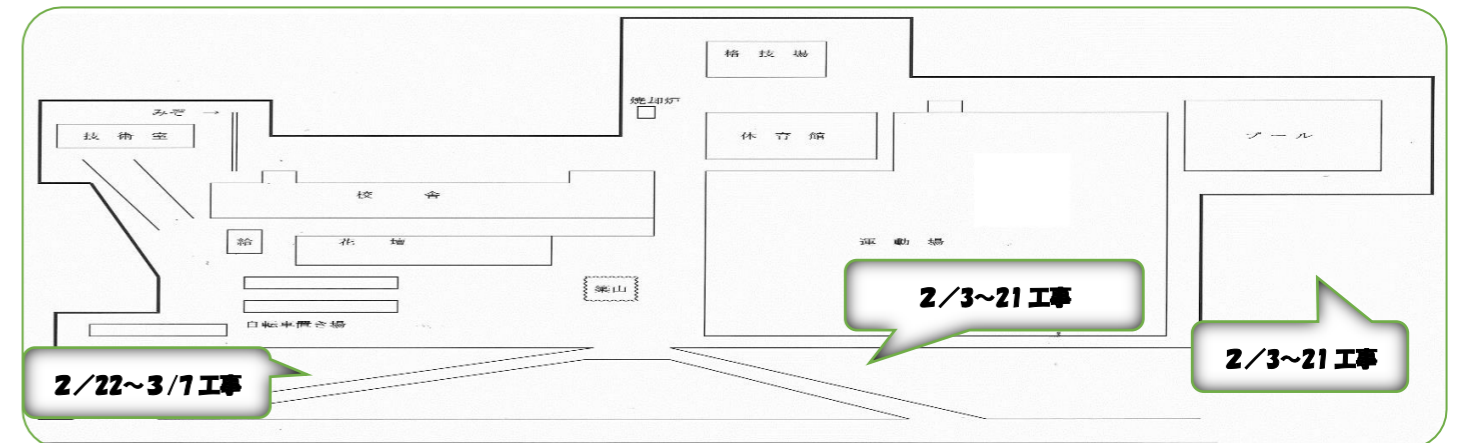 格技場
焼却炉
みぞ →
技術室
体育館
プール
校舎
給
花壇
運動場
築山
自転車置き場
2/3~21工事
2/3~21工事
2/22~3/7工事